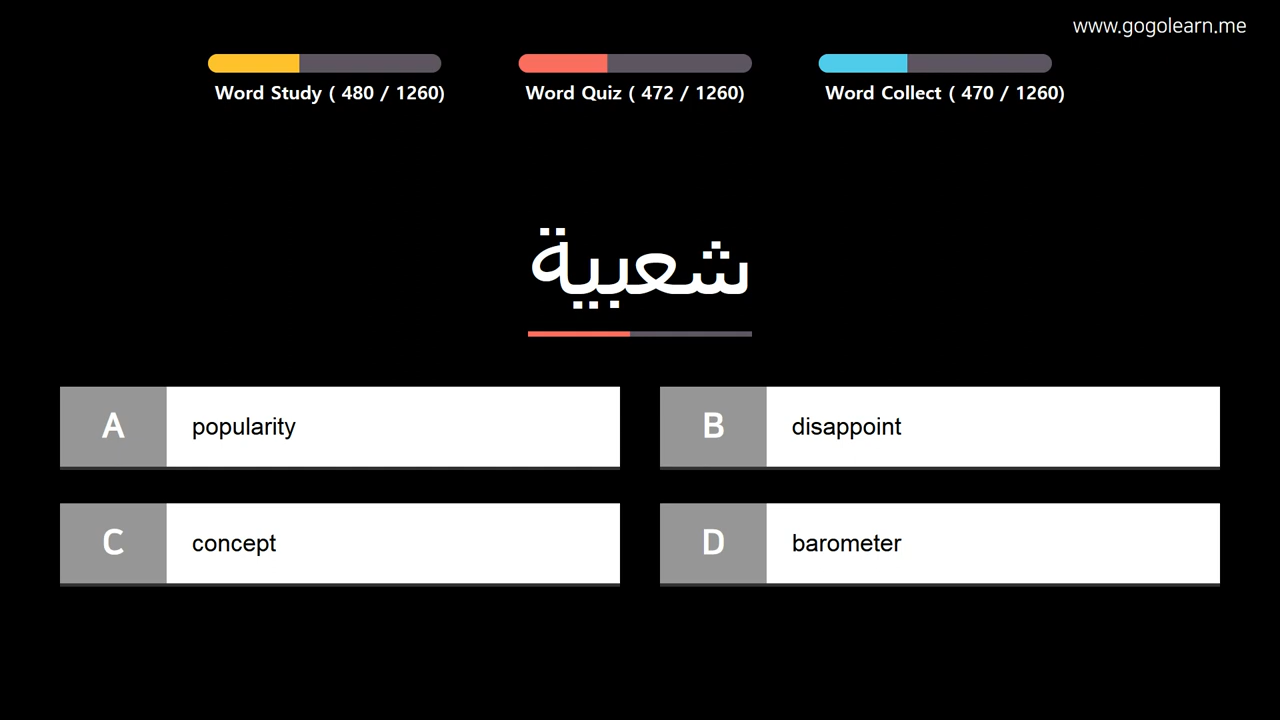 www.gogolearn.me
Word Study ( 480 / 1260)
Word Quiz ( 472 / 1260)
Word Collect ( 470 / 1260)
شعبية
A popularity
B disappoint
C concept
D barometer